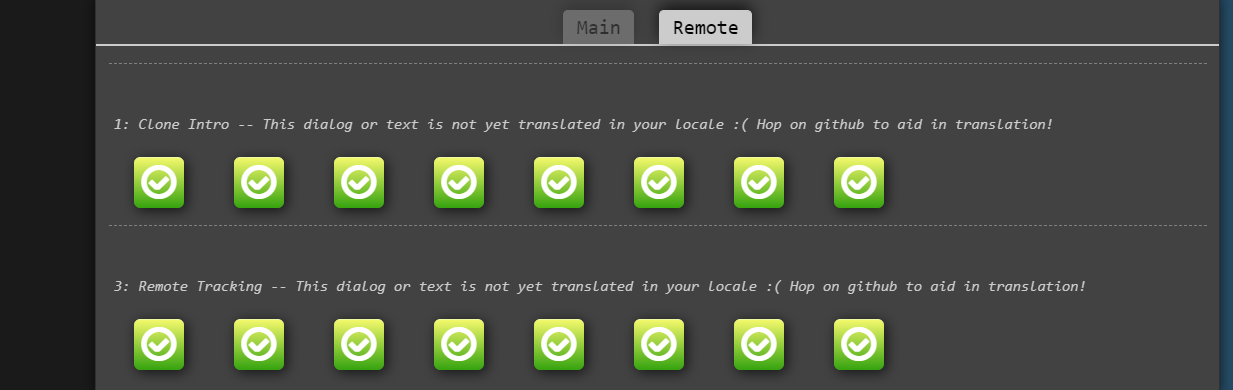 Main
Remote
1: Clone Intro -- This dialog or text is not yet translated in your locale :( Hop on github to aid in translation!
3: Remote Tracking -- This dialog or text is not yet translated in your locale :( Hop on github to aid in translation!